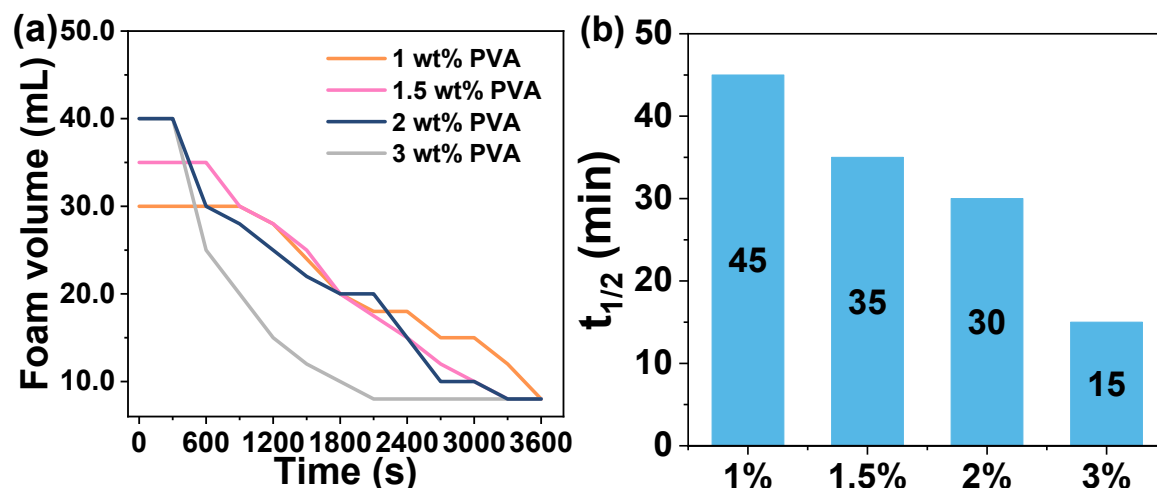 (a)
50.0
40.0
30.0
20.0
10.0
Foam volume (mL)
1 wt% PVA
1.5 wt% PVA
2 wt% PVA
3 wt% PVA
0 600 1200 1800 2400 3000 3600
Time (s)
(b)
50
40
30
20
10
0
t1/2 (min)
45
35
30
15
1% 1.5% 2% 3%